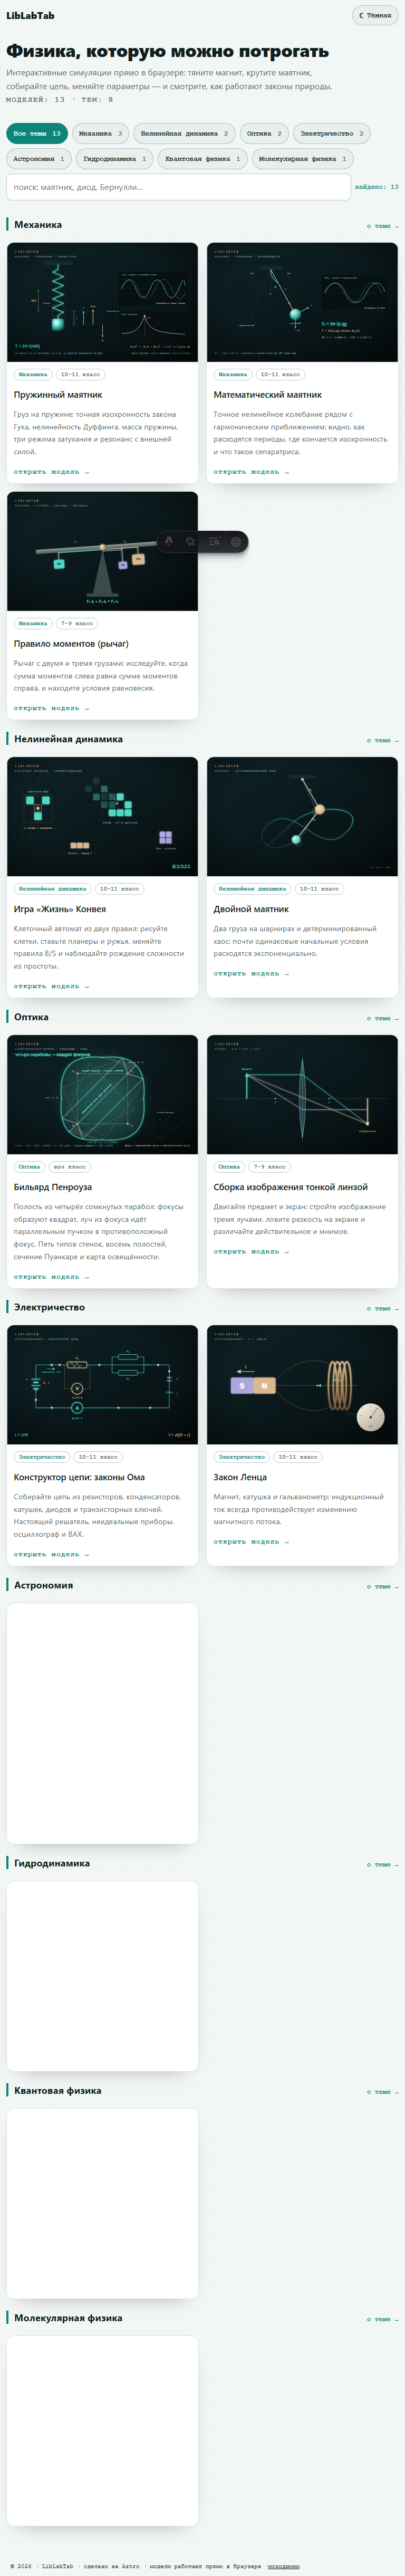 LibLabTab
☾ Тёмная
Физика, которую можно потрогать
Интерактивные симуляции прямо в браузере: тяните магнит, крутите маятник,
собирайте цепь, меняйте параметры — и смотрите, как работают законы природы.
МОДЕЛЕЙ: 13 · ТЕМ: 8
Все темы 13
Механика 3
Нелинейная динамика 2
Оптика 2
Электричество 2
Астрономия 1
Гидродинамика 1
Квантовая физика 1
Молекулярная физика 1
поиск: маятник, диод, Бернулли...
найдено: 13
Механика
о теме →
Механика
10-11 класс
Пружинный маятник
Груз на пружине: точная изохронность закона
Гука, нелинейность Дуффинга, масса пружины,
три режима затухания и резонанс с внешней
силой.
открыть модель →
Механика
10-11 класс
Математический маятник
Точное нелинейное колебание рядом с
гармоническим приближением: видно, как
расходятся периоды, где кончается изохронность
и что такое сепаратриса.
открыть модель →
Механика
7-9 класс
Правило моментов (рычаг)
Рычаг с двумя и тремя грузами: исследуйте, когда
сумма моментов слева равна сумме моментов
справа, и находите условия равновесия.
открыть модель →
Нелинейная динамика
о теме →
B3/S23
Нелинейная динамика
10-11 класс
Игра «Жизнь» Конвея
Клеточный автомат из двух правил: рисуйте
клетки, ставьте планеры и ружья, меняйте
правила B/S и наблюдайте рождение сложности
из простоты.
открыть модель →
Нелинейная динамика
10-11 класс
Двойной маятник
Два груза на шарнирах и детерминированный
хаос: почти одинаковые начальные условия
расходятся экспоненциально.
открыть модель →
Оптика
о теме →
Четыре параболы — квадрат фокусов
Оптика
вуз класс
Бильярд Пенроуза
Полость из четырёх сомкнутых парабол: фокусы
образуют квадрат, луч из фокуса идёт
параллельным пучком в противоположный
фокус. Пять типов стенок, восемь полостей,
сечение Пуанкаре и карта освещённости.
открыть модель →
Оптика
7-9 класс
Сборка изображения тонкой линзой
Двигайте предмет и экран: стройте изображение
тремя лучами, ловите резкость на экране и
различайте действительное и мнимое.
открыть модель →
Электричество
о теме →
V
A
I = U/R
S N
Электричество
10-11 класс
Конструктор цепи: законы Ома
Собирайте цепь из резисторов, конденсаторов,
катушек, диодов и транзисторных ключей.
Настоящий решатель, неидеальные приборы,
осциллограф и ВАХ.
открыть модель →
Электричество
10-11 класс
Закон Ленца
Магнит, катушка и гальванометр: индукционный
ток всегда противодействует изменению
магнитного потока.
открыть модель →
Астрономия
о теме →
Гидродинамика
о теме →
Квантовая физика
о теме →
Молекулярная физика
о теме →
© 2026 · LibLabTab · сделано на Astro · модели работают прямо в браузере · исходники